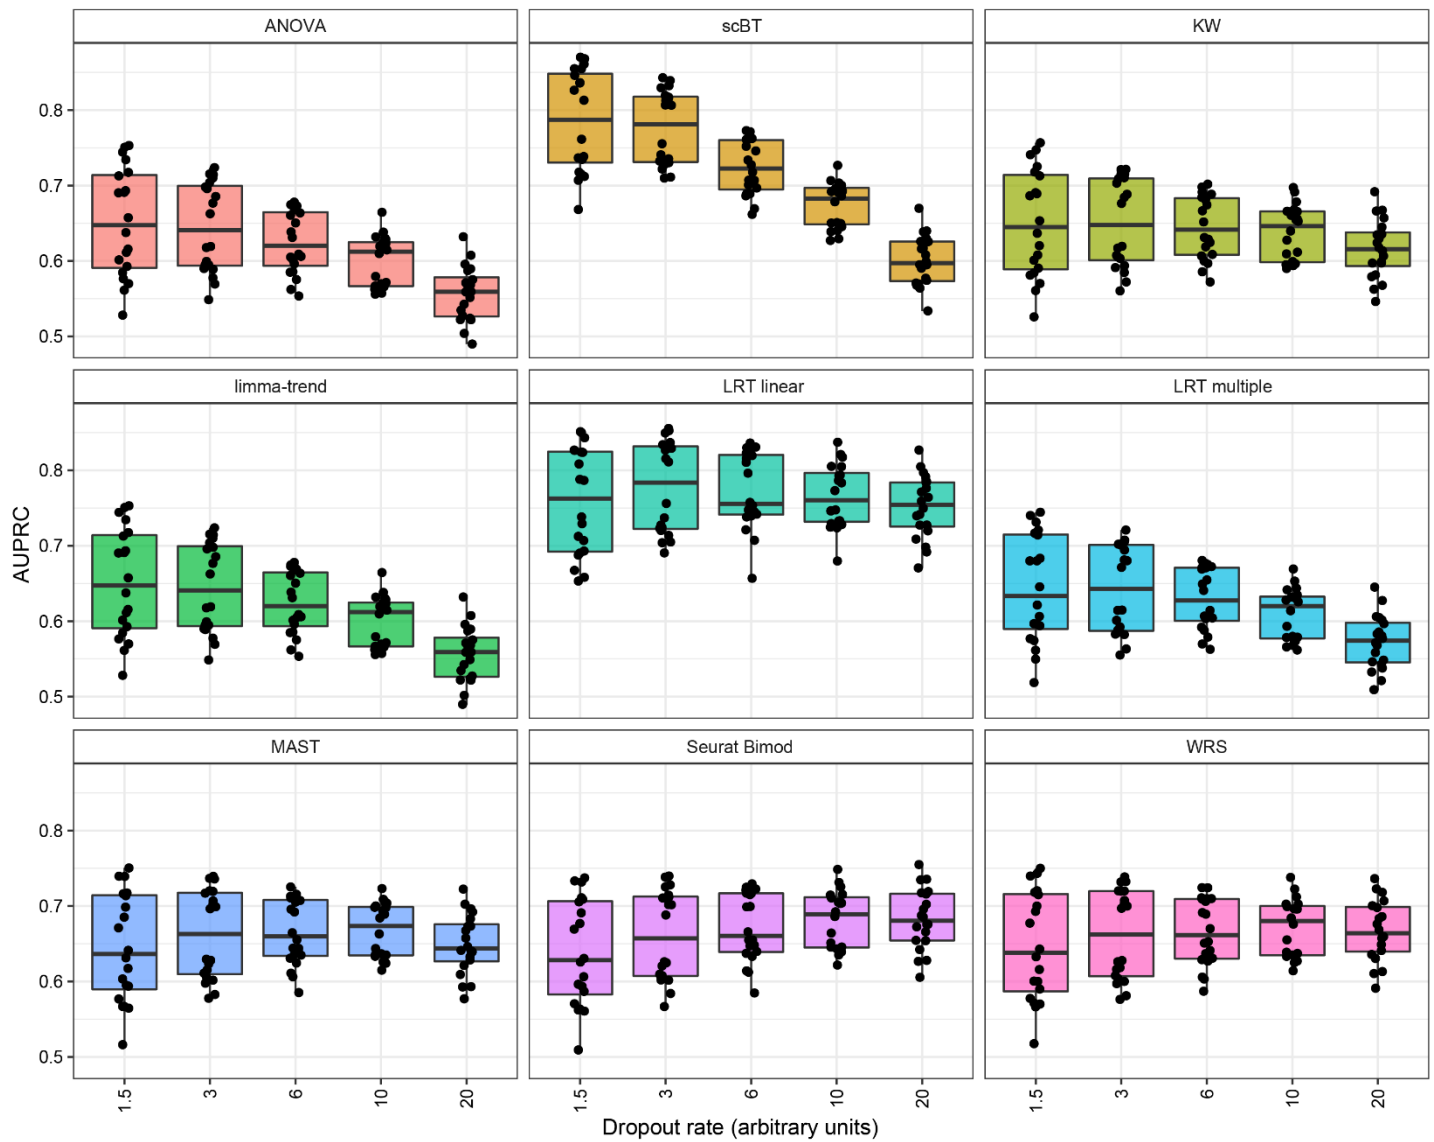 ANOVA
scBT
KW
0.8
0.7
0.6
0.5
limma-trend
LRT linear
LRT multiple
0.8
0.7
0.6
0.5
MAST
Seurat Bimod
WRS
0.8
0.7
0.6
0.5
AUPRC
1.5 3 6 10 20
1.5 3 6 10 20
1.5 3 6 10 20
Dropout rate (arbitrary units)